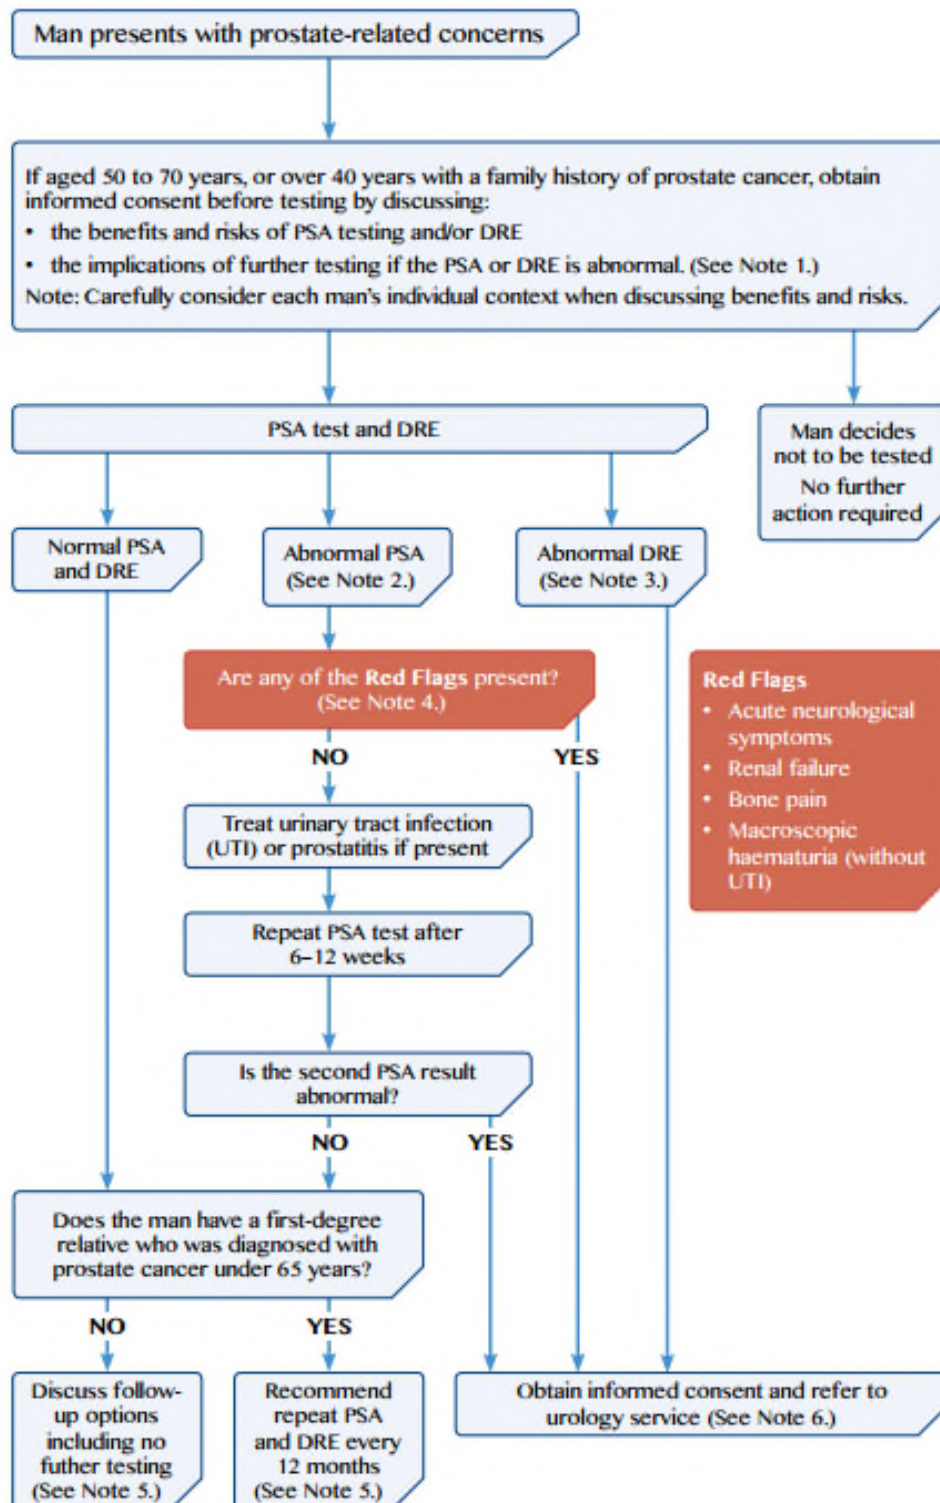 Man presents with prostate-related concerns
If aged 50 to 70 years, or over 40 years with a family history of prostate cancer, obtain
informed consent before testing by discussing:
• the benefits and risks of PSA testing and/or DRE
• the implications of further testing if the PSA or DRE is abnormal. (See Note 1.)
Note: Carefully consider each man's individual context when discussing benefits and risks.
PSA test and DRE
Man decides
not to be tested
No further
action required
Normal PSA
and DRE
Abnormal PSA
(See Note 2.)
Abnormal DRE
(See Note 3.)
Are any of the Red Flags present?
(See Note 4.)
Red Flags
• Acute neurological
symptoms
• Renal failure
• Bone pain
• Macroscopic
haematuria (without
UTI)
NO
YES
Treat urinary tract infection
(UTI) or prostatitis if present
Repeat PSA test after
6–12 weeks
Is the second PSA result
abnormal?
NO
YES
Does the man have a first-degree
relative who was diagnosed with
prostate cancer under 65 years?
NO
YES
Discuss follow-
up options
including no
futher testing
(See Note 5.)
Recommend
repeat PSA
and DRE every
12 months
(See Note 5.)
Obtain informed consent and refer to
urology service (See Note 6.)